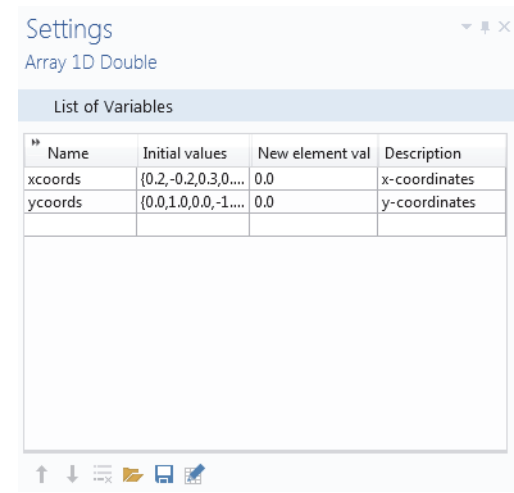 Settings
Array 1D Double
List of Variables
Name Initial values New element val Description
xcoords {0.2,-0.2,0.3,0.... 0.0 x-coordinates
ycoords {0.0,1.0,0.0,-1.... 0.0 y-coordinates